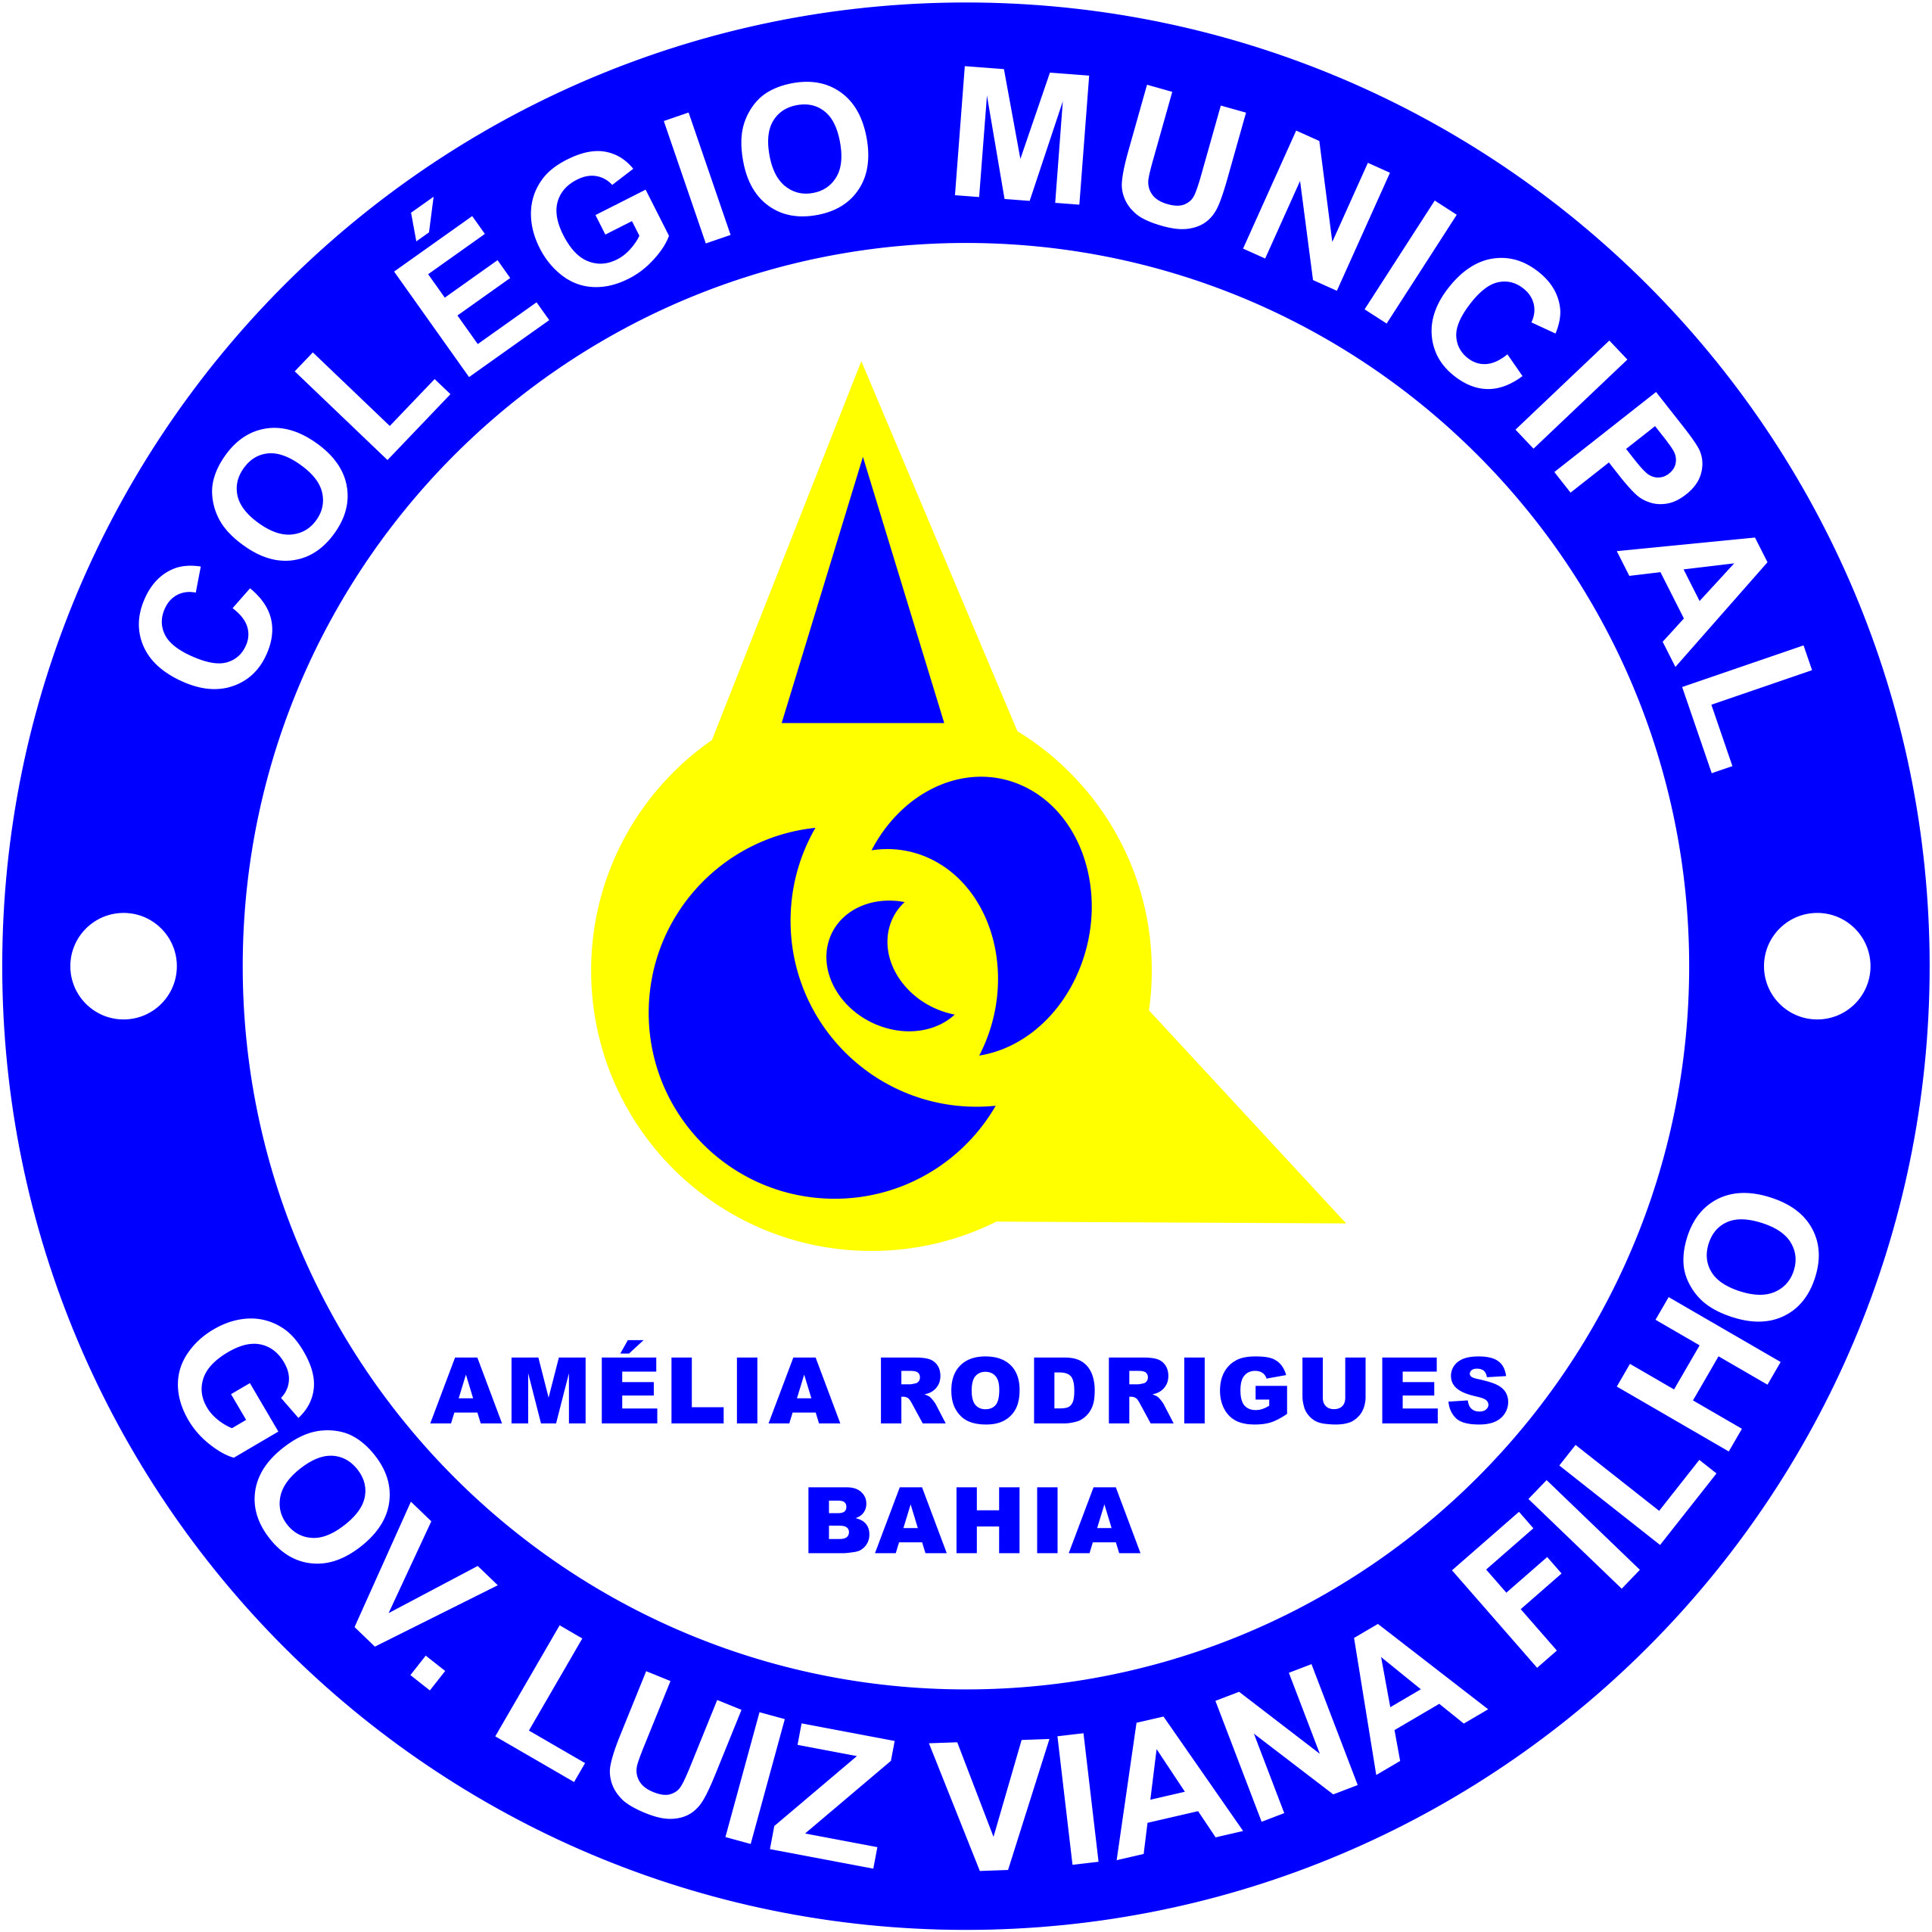 COLÉGIO MUNICIPAL
AMÉLIA RODRIGUES
BAHIA
GOV. LUIZ VIANA FILHO